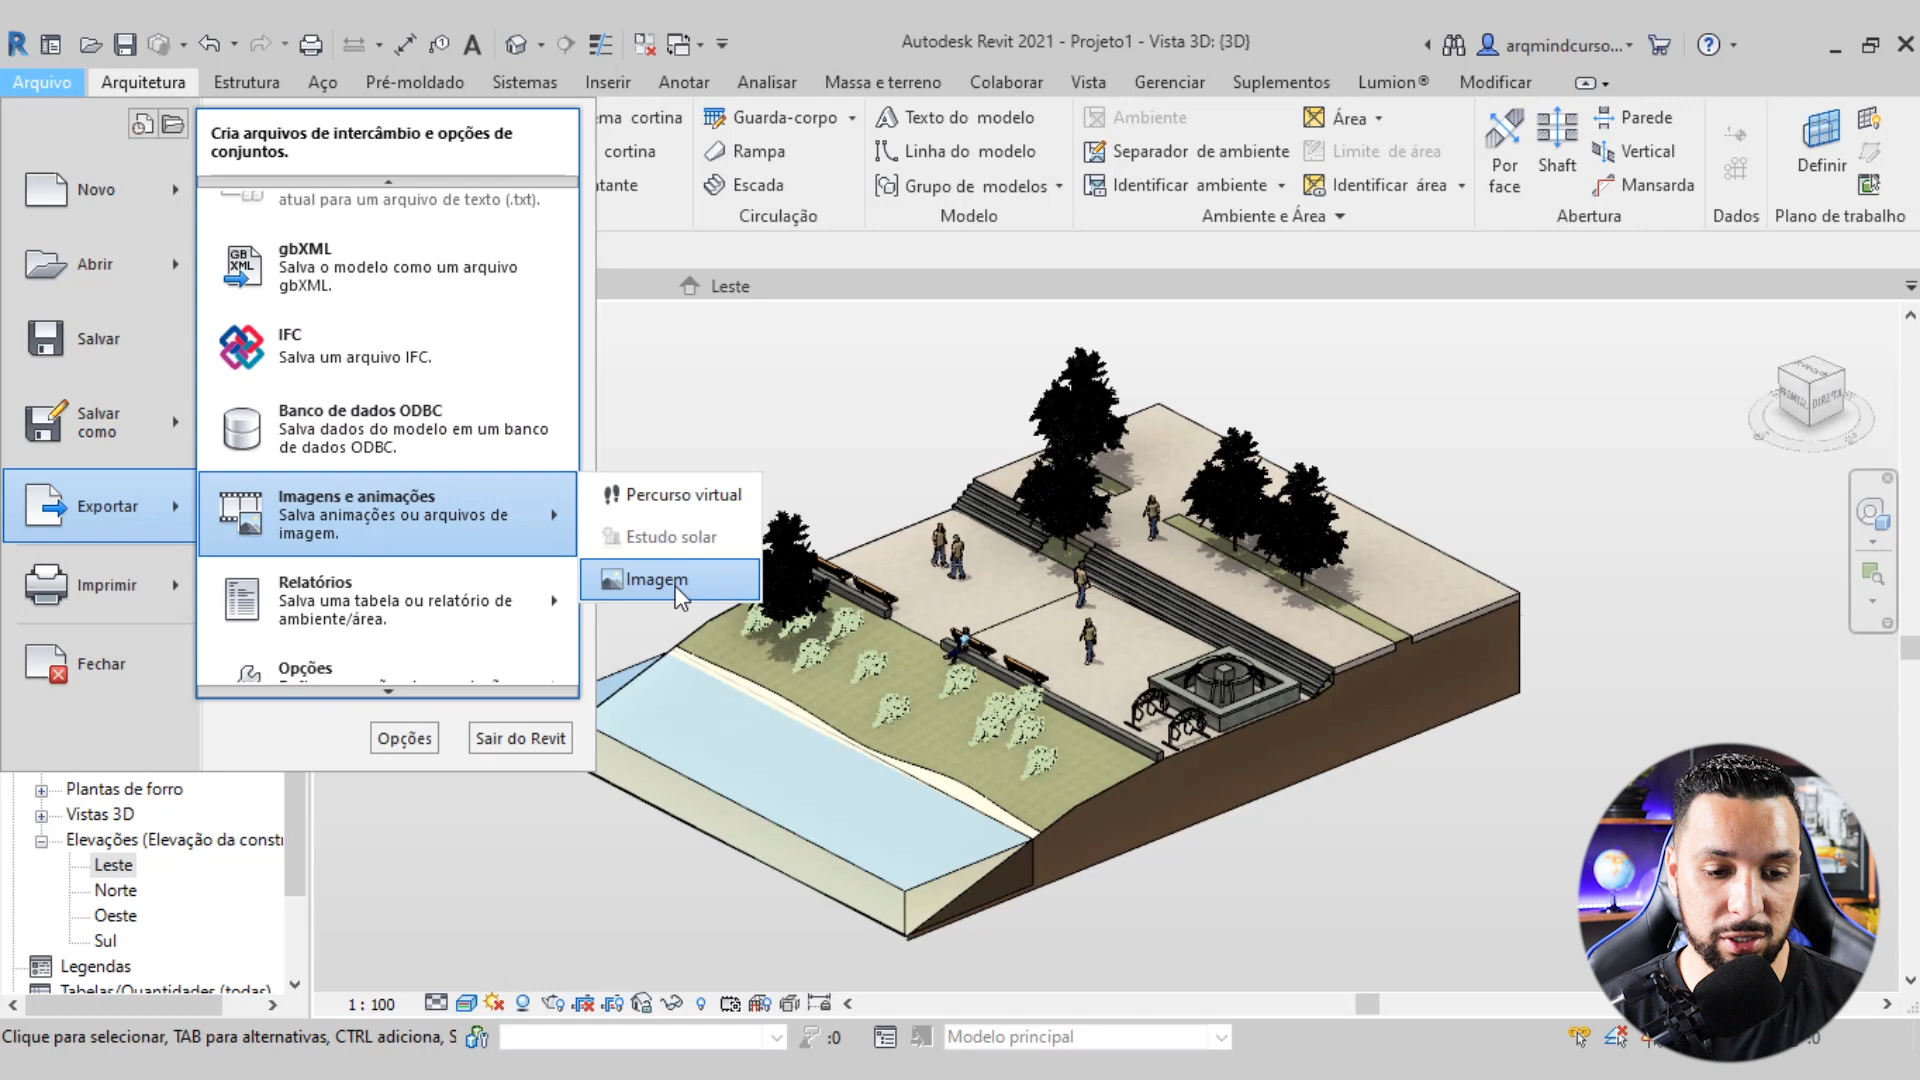 Autodesk Revit 2021 - Projeto1 - Vista 3D: {3D}
arqmindcurso...
Arquivo
Arquitetura
Estrutura
Aço
Pré-moldado
Sistemas
Inserir
Anotar
Analisar
Massa e terreno
Colaborar
Vista
Gerenciar
Suplementos
Lumion®
Modificar
Cria arquivos de intercâmbio e opções de
conjuntos.
Novo
Abrir
Salvar
Salvar
como
Exportar
Imprimir
Fechar
atual para um arquivo de texto (.txt).
gbXML
Salva o modelo como um arquivo
gbXML.
IFC
Salva um arquivo IFC.
Banco de dados ODBC
Salva dados do modelo em um banco
de dados ODBC.
Imagens e animações
Salva animações ou arquivos de
imagem.
Relatórios
Salva uma tabela ou relatório de
ambiente/área.
Opções
Opções
Sair do Revit
Percurso virtual
Estudo solar
Imagem
ema cortina
cortina
Guarda-corpo
Rampa
Escada
Circulação
Texto do modelo
Linha do modelo
Grupo de modelos
Modelo
Ambiente
Separador de ambiente
Identificar ambiente
Área
Limite de área
Identificar área
Ambiente e Área
Por
face
Shaft
Parede
Vertical
Mansarda
Abertura
Dados
Definir
Plano de trabalho
Leste
DIREITA
Plantas de forro
Vistas 3D
Elevações (Elevação da constr
Leste
Norte
Oeste
Sul
Legendas
Tabelas/Quantidades (todas)
1 : 100
Clique para selecionar, TAB para alternativas, CTRL adiciona, S
:0
Modelo principal
:0